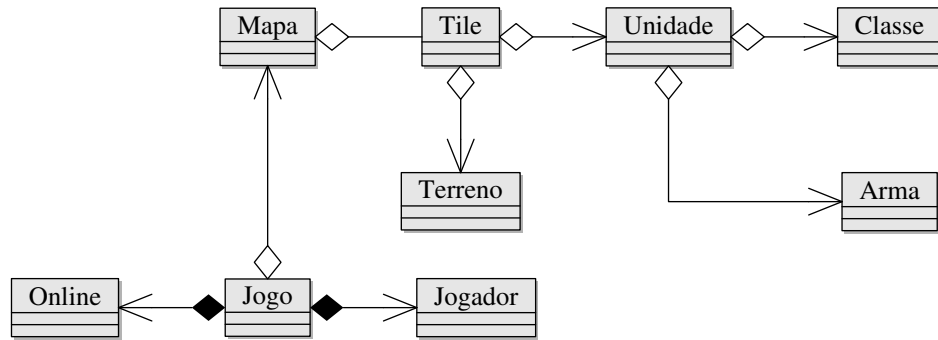 Mapa
Tile
Unidade
Classe
Terreno
Arma
Online
Jogo
Jogador